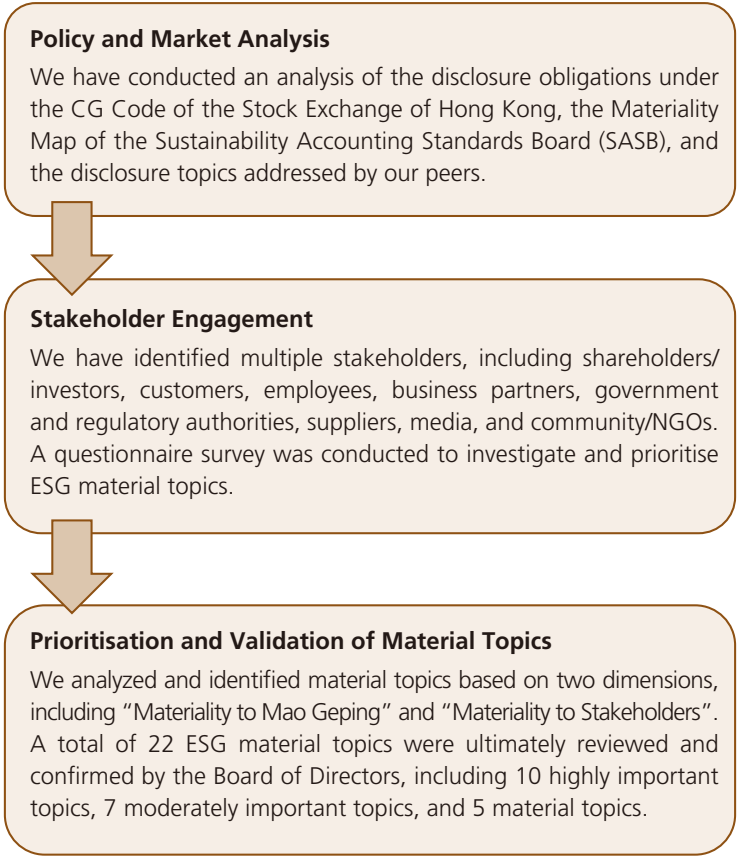 Policy and Market Analysis
We have conducted an analysis of the disclosure obligations under
the CG Code of the Stock Exchange of Hong Kong, the Materiality
Map of the Sustainability Accounting Standards Board (SASB), and
the disclosure topics addressed by our peers.
Stakeholder Engagement
We have identified multiple stakeholders, including shareholders/
investors, customers, employees, business partners, government
and regulatory authorities, suppliers, media, and community/NGOs.
A questionnaire survey was conducted to investigate and prioritise
ESG material topics.
Prioritisation and Validation of Material Topics
We analyzed and identified material topics based on two dimensions,
including “Materiality to Mao Geping” and “Materiality to Stakeholders”.
A total of 22 ESG material topics were ultimately reviewed and
confirmed by the Board of Directors, including 10 highly important
topics, 7 moderately important topics, and 5 material topics.